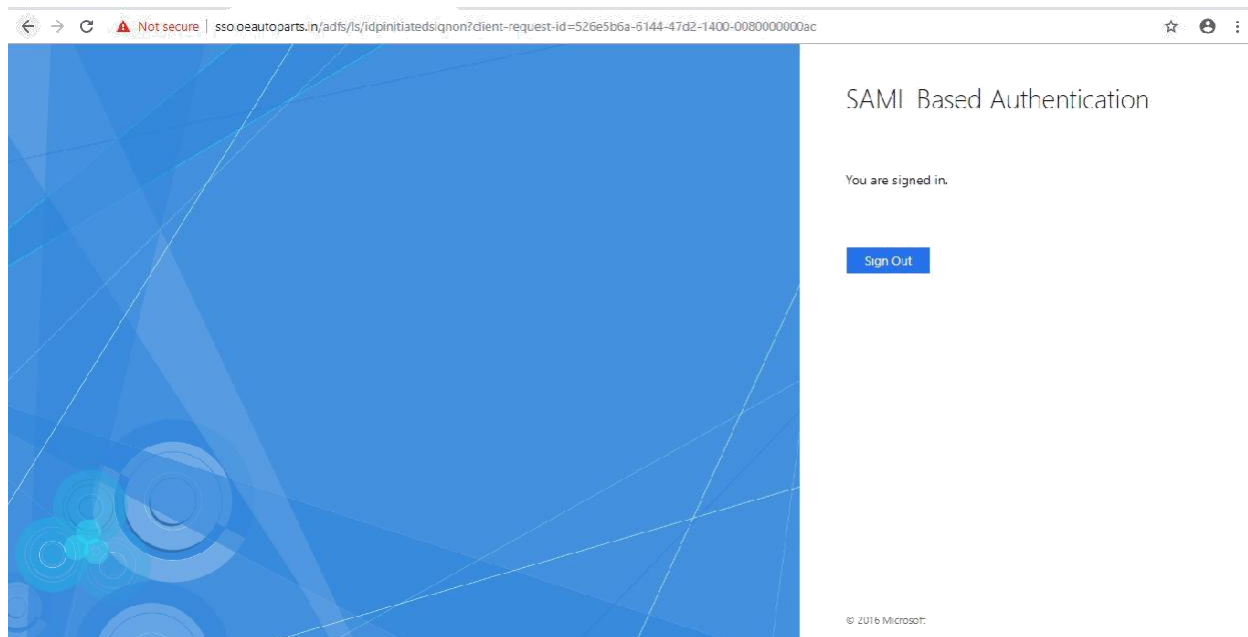 Not secure | sso.oeautoparts.in/adfs/ls/idpinitiatedsignon?client-request-id=526e5b6a-6144-47d2-1400-0080000000ac
SAML Based Authentication
You are signed in.
Sign Out
© 2016 Microsoft